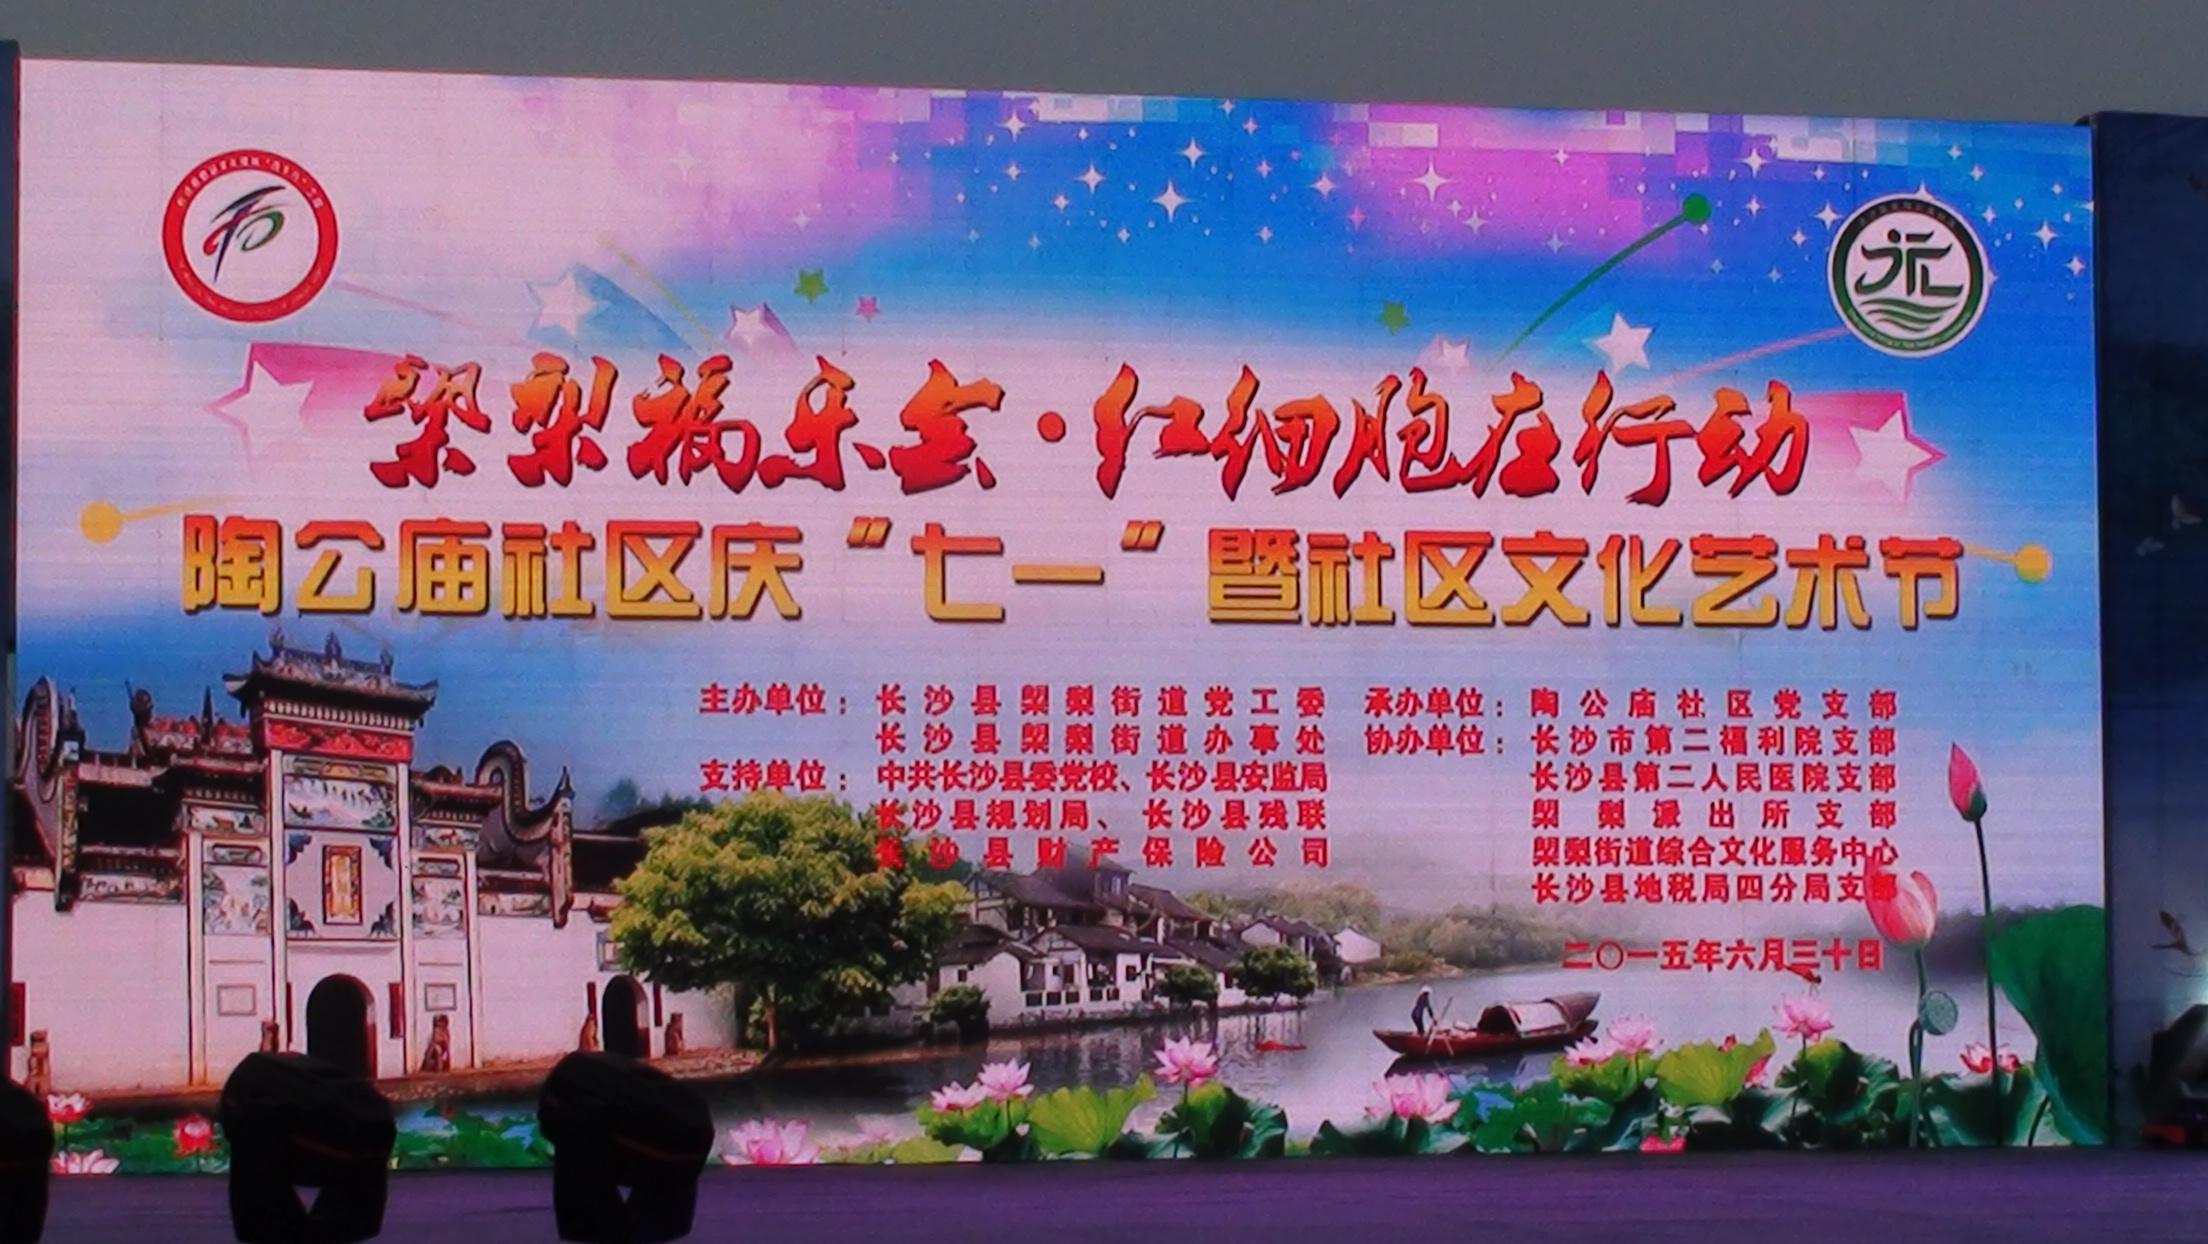 㮾梨福乐会·红细胞在行动
陶公庙社区庆“七一”暨社区文化艺术节
主办单位：长沙县㮾梨街道党工委
长沙县㮾梨街道办事处
支持单位：中共长沙县委党校、长沙县安监局
长沙县规划局、长沙县残联
长沙县财产保险公司
承办单位：陶公庙社区党支部
协办单位：长沙市第二福利院支部
长沙县第二人民医院支部
㮾梨派出所支部
㮾梨街道综合文化服务中心
长沙县地税局四分局支部
二〇一五年六月三十日